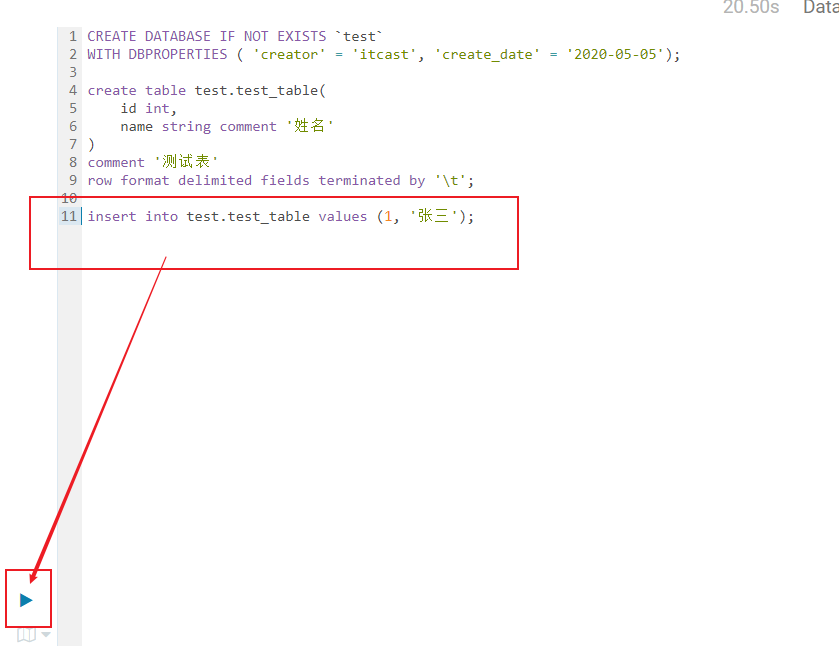 20.50s Data
1 CREATE DATABASE IF NOT EXISTS `test`
2 WITH DBPROPERTIES ( 'creator' = 'itcast', 'create_date' = '2020-05-05');
3
4 create table test.test_table(
5 id int,
6 name string comment '姓名'
7 )
8 comment '测试表'
9 row format delimited fields terminated by '\t';
10
11 insert into test.test_table values (1, '张三');